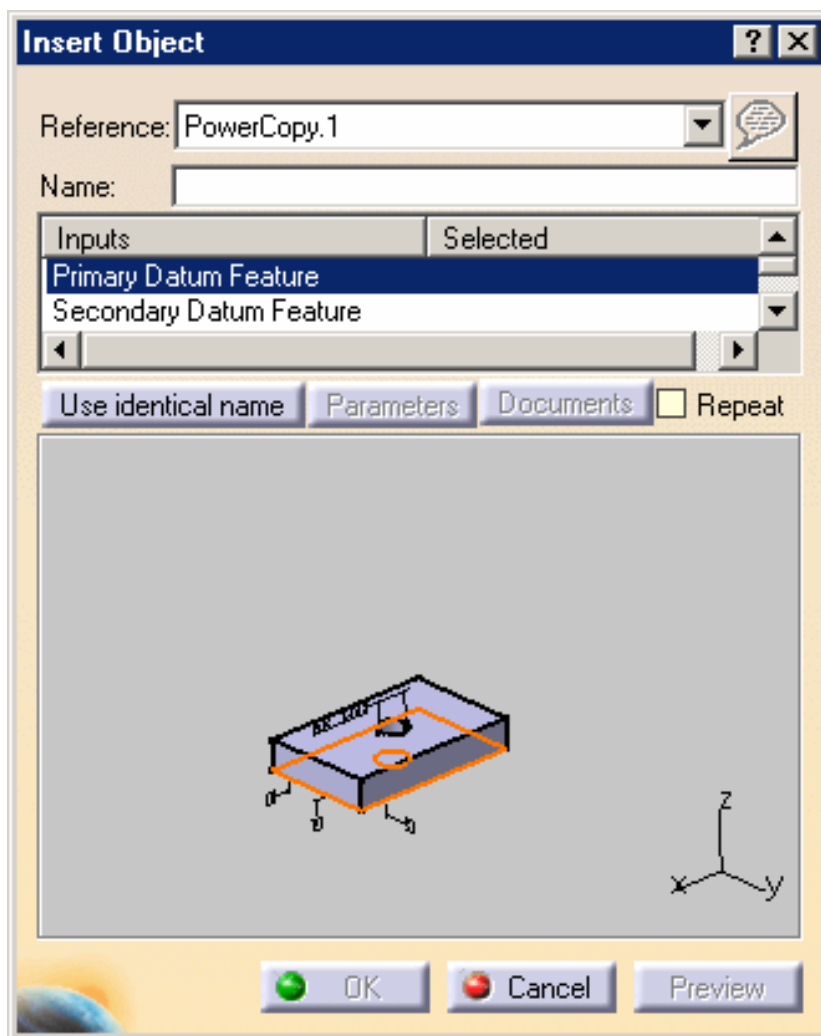 Insert Object
Reference: PowerCopy.1
Name:
Inputs Selected
Primary Datum Feature
Secondary Datum Feature
Use identical name Parameters Documents Repeat
z
x y
OK Cancel Preview